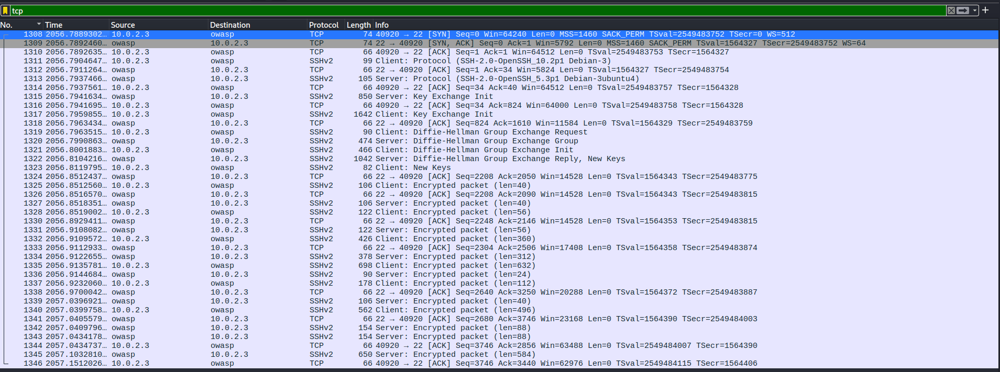 tcp
No. Time Source Destination Protocol Length Info
1308 2056.7889302… 10.0.2.3 owasp TCP 74 40920 → 22 [SYN] Seq=0 Win=64240 Len=0 MSS=1460 SACK_PERM TSval=2549483752 TSecr=0 WS=512
1309 2056.7892460… owasp 10.0.2.3 TCP 74 22 → 40920 [SYN, ACK] Seq=0 Ack=1 Win=5792 Len=0 MSS=1460 SACK_PERM TSval=1564327 TSecr=2549483752 WS=64
1310 2056.7892635… 10.0.2.3 owasp TCP 66 40920 → 22 [ACK] Seq=1 Ack=1 Win=64512 Len=0 TSval=2549483753 TSecr=1564327
1311 2056.7904647… 10.0.2.3 owasp SSHv2 99 Client: Protocol (SSH-2.0-OpenSSH_10.2p1 Debian-3)
1312 2056.7911264… owasp 10.0.2.3 TCP 66 22 → 40920 [ACK] Seq=1 Ack=34 Win=5824 Len=0 TSval=1564327 TSecr=2549483754
1313 2056.7937466… owasp 10.0.2.3 SSHv2 105 Server: Protocol (SSH-2.0-OpenSSH_5.3p1 Debian-3ubuntu4)
1314 2056.7937561… 10.0.2.3 owasp TCP 66 40920 → 22 [ACK] Seq=34 Ack=40 Win=64512 Len=0 TSval=2549483757 TSecr=1564328
1315 2056.7941634… owasp 10.0.2.3 SSHv2 850 Server: Key Exchange Init
1316 2056.7941695… 10.0.2.3 owasp TCP 66 40920 → 22 [ACK] Seq=34 Ack=824 Win=64000 Len=0 TSval=2549483758 TSecr=1564328
1317 2056.7959855… 10.0.2.3 owasp SSHv2 1642 Client: Key Exchange Init
1318 2056.7963434… owasp 10.0.2.3 TCP 66 22 → 40920 [ACK] Seq=824 Ack=1610 Win=11584 Len=0 TSval=1564329 TSecr=2549483759
1319 2056.7963515… 10.0.2.3 owasp SSHv2 90 Client: Diffie-Hellman Group Exchange Request
1320 2056.7990863… owasp 10.0.2.3 SSHv2 474 Server: Diffie-Hellman Group Exchange Group
1321 2056.8001883… 10.0.2.3 owasp SSHv2 466 Client: Diffie-Hellman Group Exchange Init
1322 2056.8104216… owasp 10.0.2.3 SSHv2 1042 Server: Diffie-Hellman Group Exchange Reply, New Keys
1323 2056.8119795… 10.0.2.3 owasp SSHv2 82 Client: New Keys
1324 2056.8512437… owasp 10.0.2.3 TCP 66 22 → 40920 [ACK] Seq=2208 Ack=2050 Win=14528 Len=0 TSval=1564343 TSecr=2549483775
1325 2056.8512560… 10.0.2.3 owasp SSHv2 106 Client: Encrypted packet (len=40)
1326 2056.8516570… owasp 10.0.2.3 TCP 66 22 → 40920 [ACK] Seq=2208 Ack=2090 Win=14528 Len=0 TSval=1564343 TSecr=2549483815
1327 2056.8518351… owasp 10.0.2.3 SSHv2 106 Server: Encrypted packet (len=40)
1328 2056.8519002… 10.0.2.3 owasp SSHv2 122 Client: Encrypted packet (len=56)
1330 2056.8929411… owasp 10.0.2.3 TCP 66 22 → 40920 [ACK] Seq=2248 Ack=2146 Win=14528 Len=0 TSval=1564353 TSecr=2549483815
1331 2056.9108082… owasp 10.0.2.3 SSHv2 122 Server: Encrypted packet (len=56)
1332 2056.9109572… 10.0.2.3 owasp SSHv2 426 Client: Encrypted packet (len=360)
1333 2056.9112933… owasp 10.0.2.3 TCP 66 22 → 40920 [ACK] Seq=2304 Ack=2506 Win=17408 Len=0 TSval=1564358 TSecr=2549483874
1334 2056.9122655… owasp 10.0.2.3 SSHv2 378 Server: Encrypted packet (len=312)
1335 2056.9135781… 10.0.2.3 owasp SSHv2 698 Client: Encrypted packet (len=632)
1336 2056.9144684… owasp 10.0.2.3 SSHv2 90 Server: Encrypted packet (len=24)
1337 2056.9232060… 10.0.2.3 owasp SSHv2 178 Client: Encrypted packet (len=112)
1338 2056.9700042… owasp 10.0.2.3 TCP 66 22 → 40920 [ACK] Seq=2640 Ack=3250 Win=20288 Len=0 TSval=1564372 TSecr=2549483887
1339 2057.0396921… owasp 10.0.2.3 SSHv2 106 Server: Encrypted packet (len=40)
1340 2057.0399758… 10.0.2.3 owasp SSHv2 562 Client: Encrypted packet (len=496)
1341 2057.0405579… owasp 10.0.2.3 TCP 66 22 → 40920 [ACK] Seq=2680 Ack=3746 Win=23168 Len=0 TSval=1564390 TSecr=2549484003
1342 2057.0409796… owasp 10.0.2.3 SSHv2 154 Server: Encrypted packet (len=88)
1343 2057.0434178… owasp 10.0.2.3 SSHv2 154 Server: Encrypted packet (len=88)
1344 2057.0434737… 10.0.2.3 owasp TCP 66 40920 → 22 [ACK] Seq=3746 Ack=2856 Win=63488 Len=0 TSval=2549484007 TSecr=1564390
1345 2057.1032810… owasp 10.0.2.3 SSHv2 650 Server: Encrypted packet (len=584)
1346 2057.1512026… 10.0.2.3 owasp TCP 66 40920 → 22 [ACK] Seq=3746 Ack=3440 Win=62976 Len=0 TSval=2549484115 TSecr=1564406